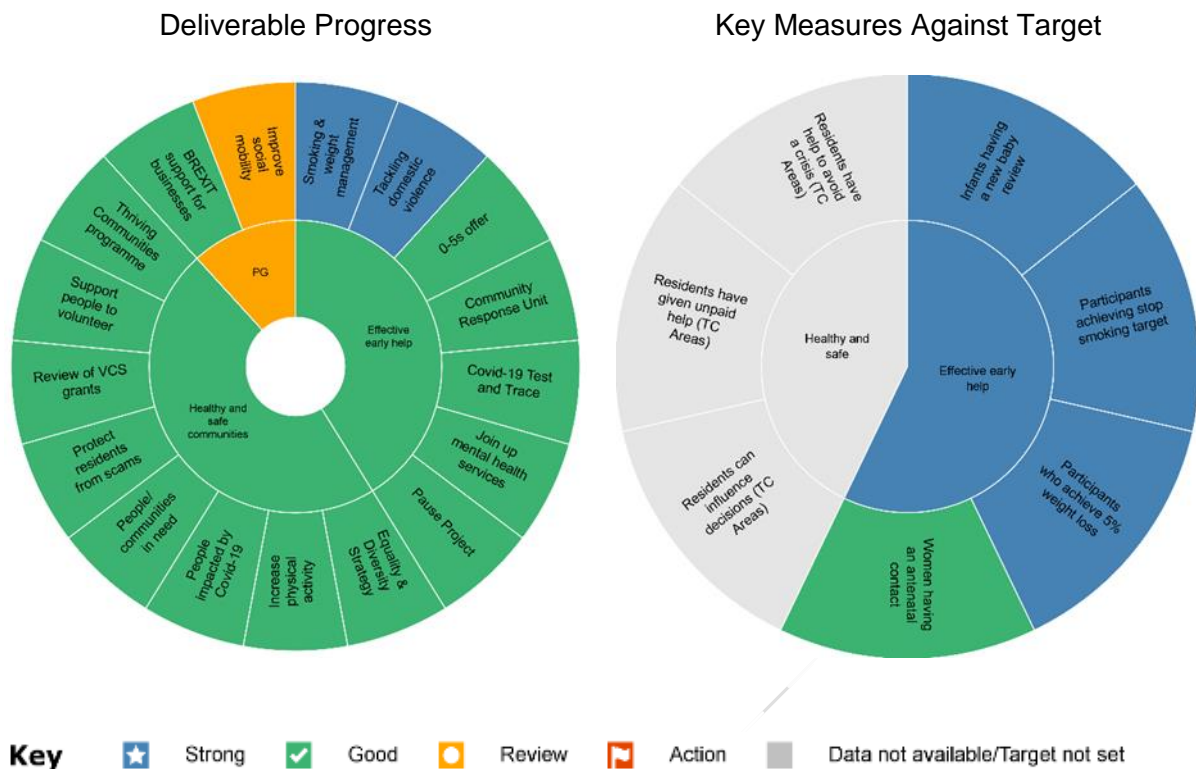 Deliverable Progress
Key Measures Against Target
Improve
social
mobility
Smoking &
weight
management
Tackling
domestic
violence
0-5s offer
Community
Response Unit
Covid-19 Test
and Trace
Join up
mental health
services
Pause Project
Equality &
Diversity
Strategy
Increase
physical
activity
People
Impacted by
Covid-19
People/
communities
in need
Protect
residents
from scams
Review of VCS
grants
Support
people to
volunteer
Thriving
Communities
programme
BREXIT
support for
businesses
PG
Effective
early help
Healthy and
safe
communities
Residents have
help to avoid
a crisis (TC
Areas)
Infants having
a new baby
review
Participants
achieving stop
smoking target
Participants
who achieve 5%
weight loss
Women having
an antenatal
contact
Residents can
influence
decisions (TC
Areas)
Residents have
given unpaid
help (TC
Areas)
Healthy and
safe
Effective early
help
Key
Strong
Good
Review
Action
Data not available/Target not set